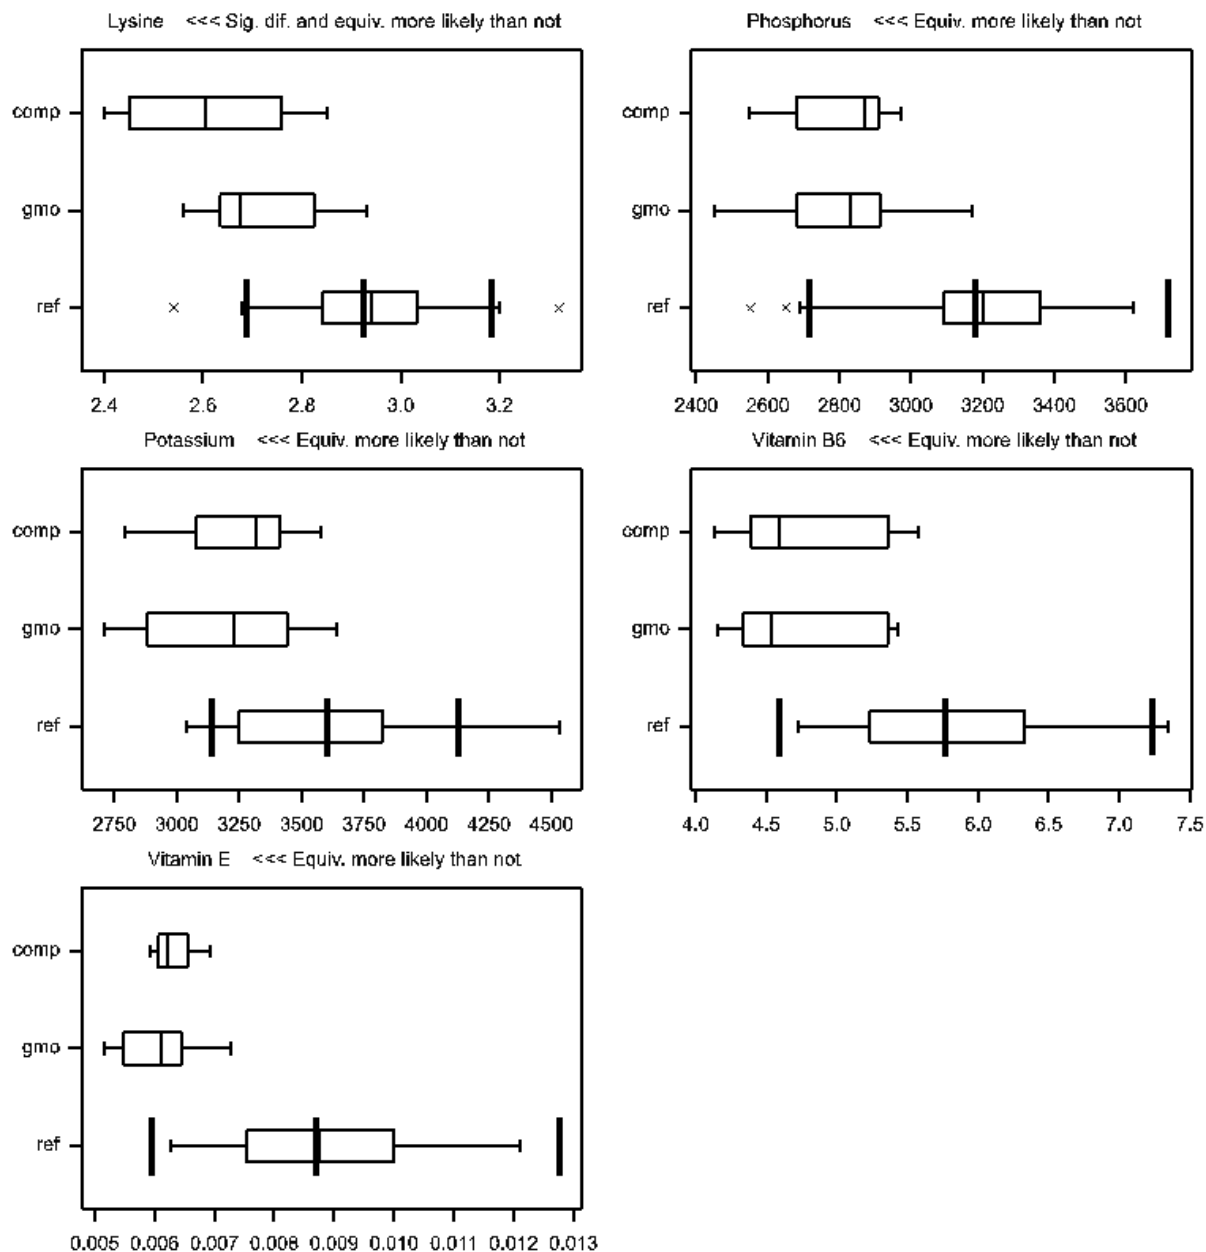 Lysine <<< Sig. dif. and equiv. more likely than not
comp
gmo
ref
2.4 2.6 2.8 3.0 3.2
Phosphorus <<< Equiv. more likely than not
comp
gmo
ref
2400 2600 2800 3000 3200 3400 3600
Potassium <<< Equiv. more likely than not
comp
gmo
ref
2750 3000 3250 3500 3750 4000 4250 4500
Vitamin B6 <<< Equiv. more likely than not
comp
gmo
ref
4.0 4.5 5.0 5.5 6.0 6.5 7.0 7.5
Vitamin E <<< Equiv. more likely than not
comp
gmo
ref
0.005 0.006 0.007 0.008 0.009 0.010 0.011 0.012 0.013